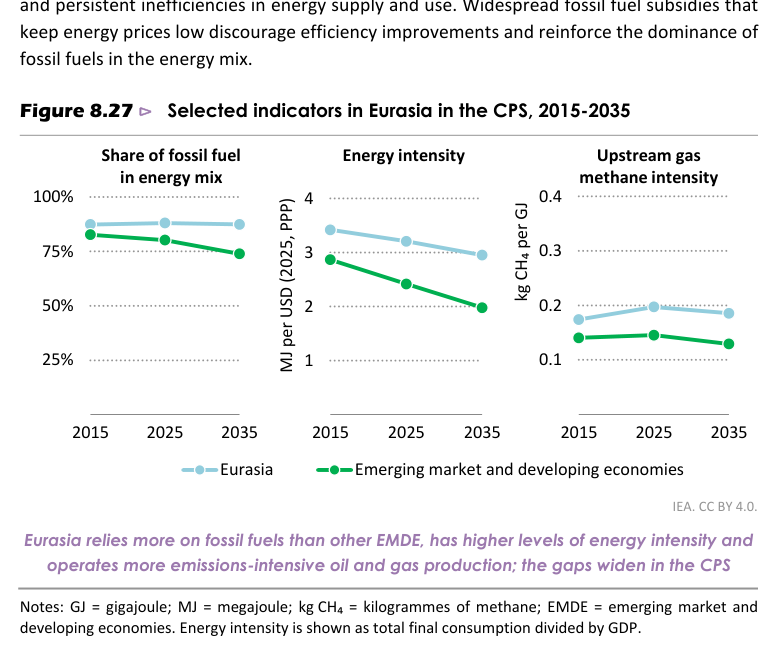 and persistent inefficiencies in energy supply and use. Widespread fossil fuel subsidies that
keep energy prices low discourage efficiency improvements and reinforce the dominance of
fossil fuels in the energy mix.
Figure 8.27 ▻ Selected indicators in Eurasia in the CPS, 2015-2035
Share of fossil fuel
in energy mix
100%
75%
50%
25%
2015 2025 2035
Energy intensity
MJ per USD (2025, PPP)
4
3
2
1
2015 2025 2035
Upstream gas
methane intensity
kg CH₄ per GJ
0.4
0.3
0.2
0.1
2015 2025 2035
Eurasia Emerging market and developing economies
IEA. CC BY 4.0.
Eurasia relies more on fossil fuels than other EMDE, has higher levels of energy intensity and
operates more emissions-intensive oil and gas production; the gaps widen in the CPS
Notes: GJ = gigajoule; MJ = megajoule; kg CH₄ = kilogrammes of methane; EMDE = emerging market and
developing economies. Energy intensity is shown as total final consumption divided by GDP.